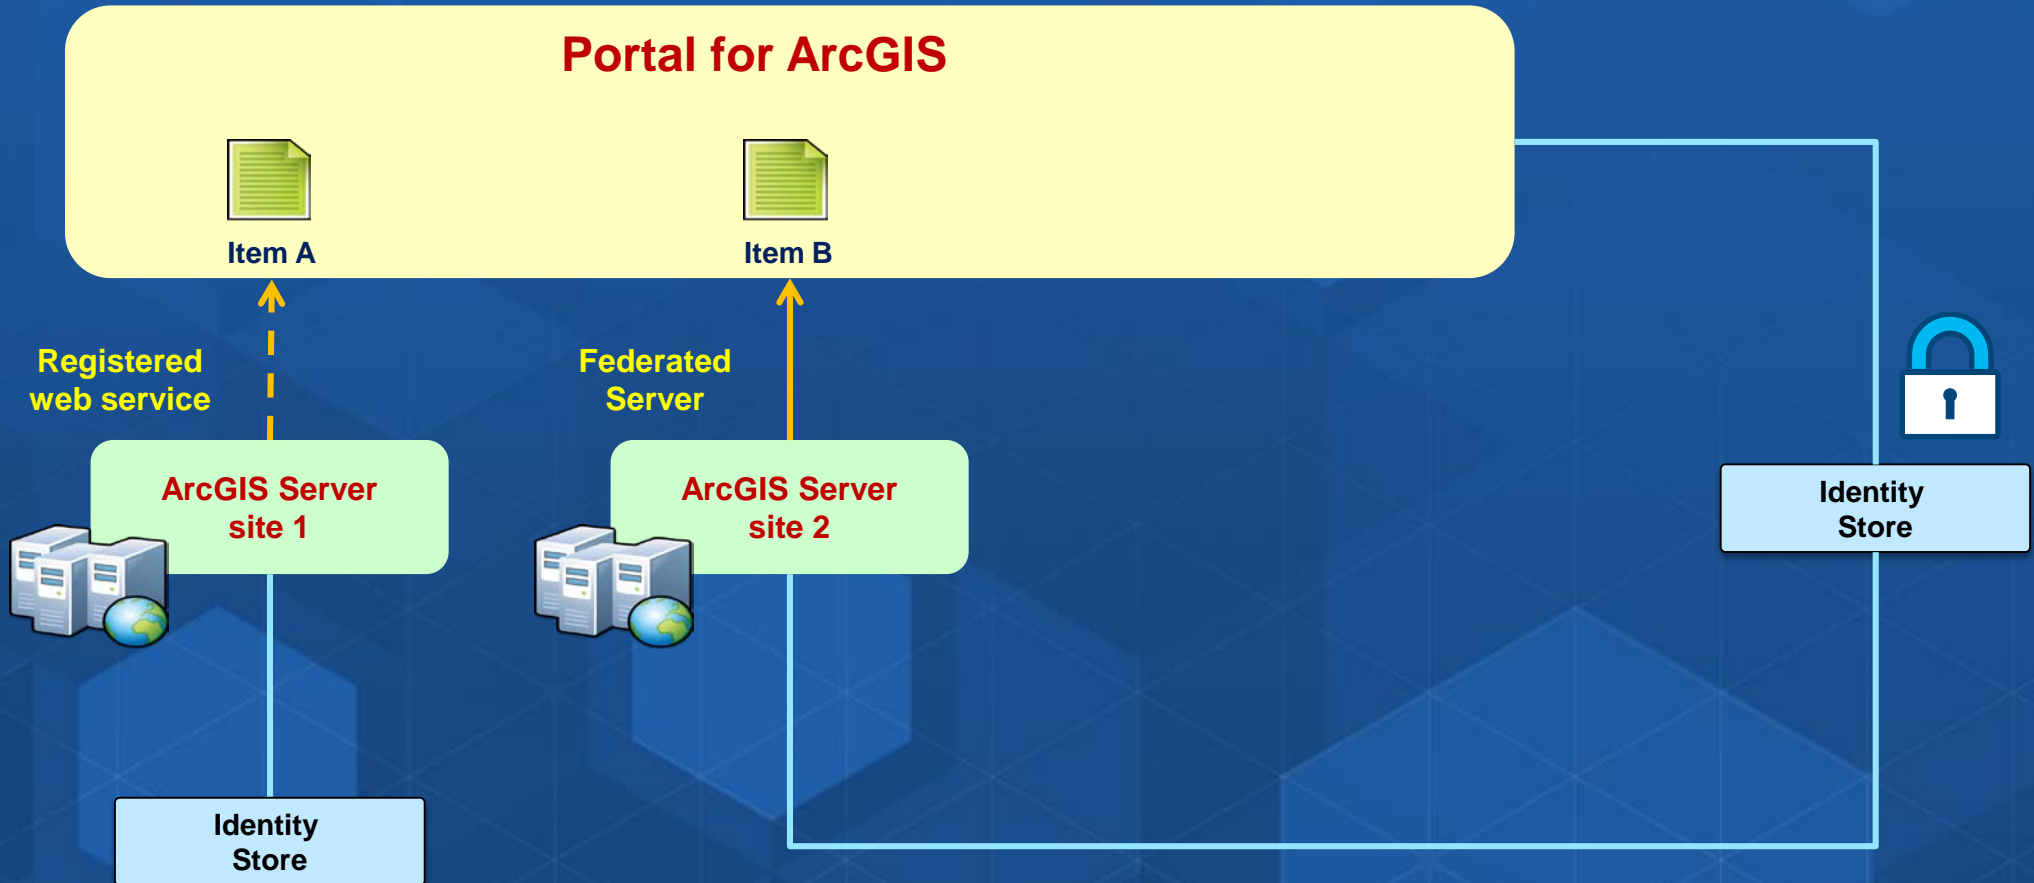 Portal for ArcGIS
Item A
Item B
Registered
web service
Federated
Server
ArcGIS Server
site 1
ArcGIS Server
site 2
Identity
Store
Identity
Store